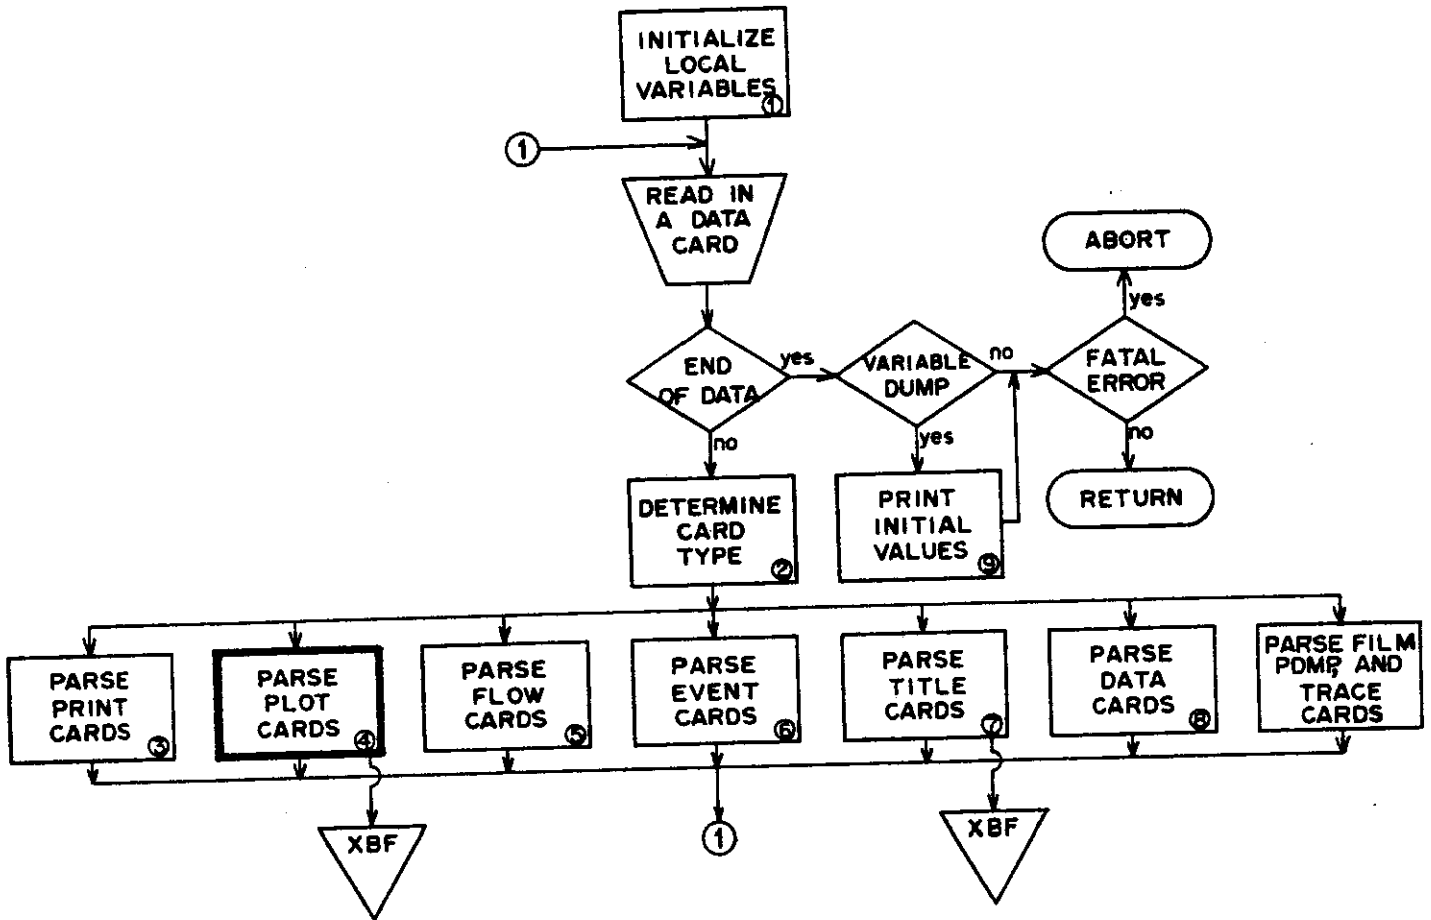 INITIALIZE
LOCAL
VARIABLES
①
①
READ IN
A DATA
CARD
ABORT
yes
END
OF DATA
yes
VARIABLE
DUMP
no
FATAL
ERROR
no
yes
no
DETERMINE
CARD
TYPE
②
PRINT
INITIAL
VALUES
⑨
RETURN
PARSE
PRINT
CARDS
③
PARSE
PLOT
CARDS
④
PARSE
FLOW
CARDS
⑤
PARSE
EVENT
CARDS
⑥
PARSE
TITLE
CARDS
⑦
PARSE
DATA
CARDS
⑧
PARSE FILM
PDMP, AND
TRACE
CARDS
XBF
①
XBF